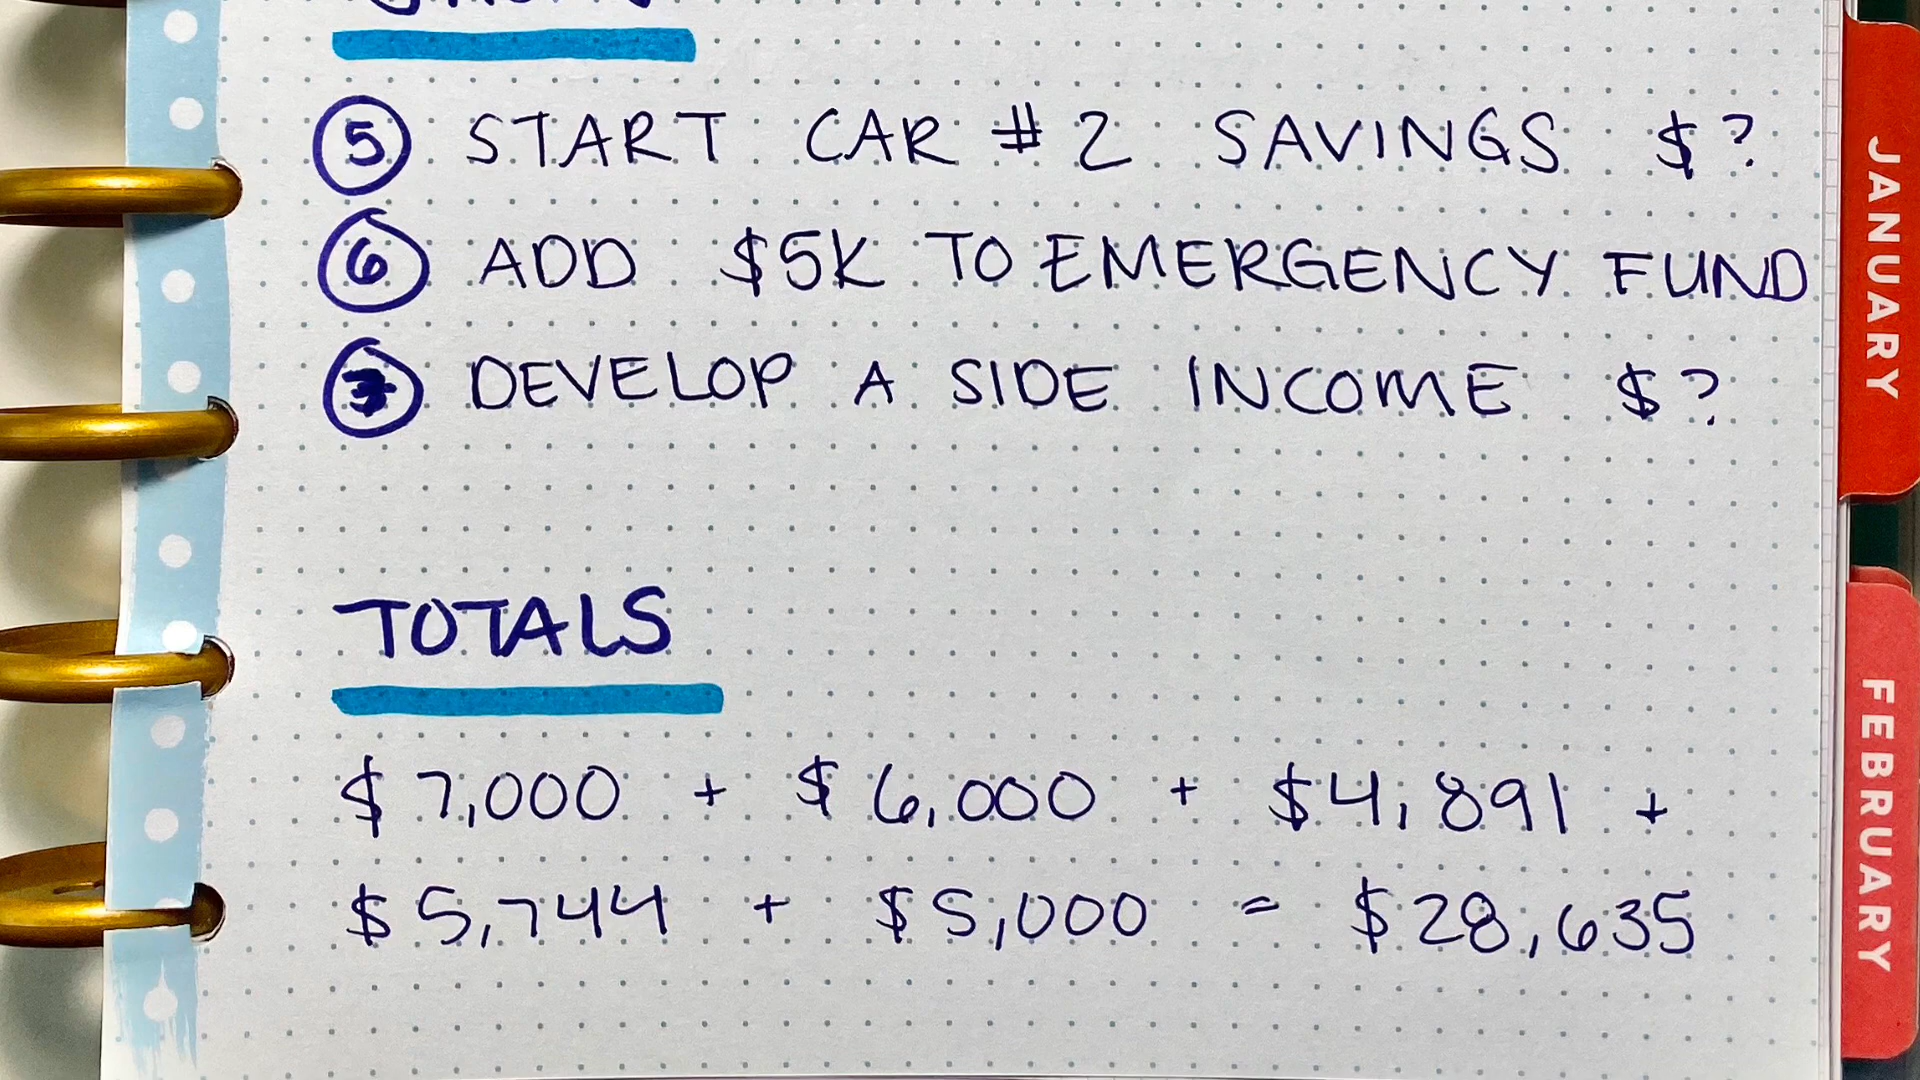 5 START CAR #2 SAVINGS $?
6 ADD $5K TO EMERGENCY FUND
7 DEVELOP A SIDE INCOME $?
TOTALS
$7,000 + $6,000 + $4,891 +
$5,744 + $5,000 = $28,635
JANUARY
FEBRUARY